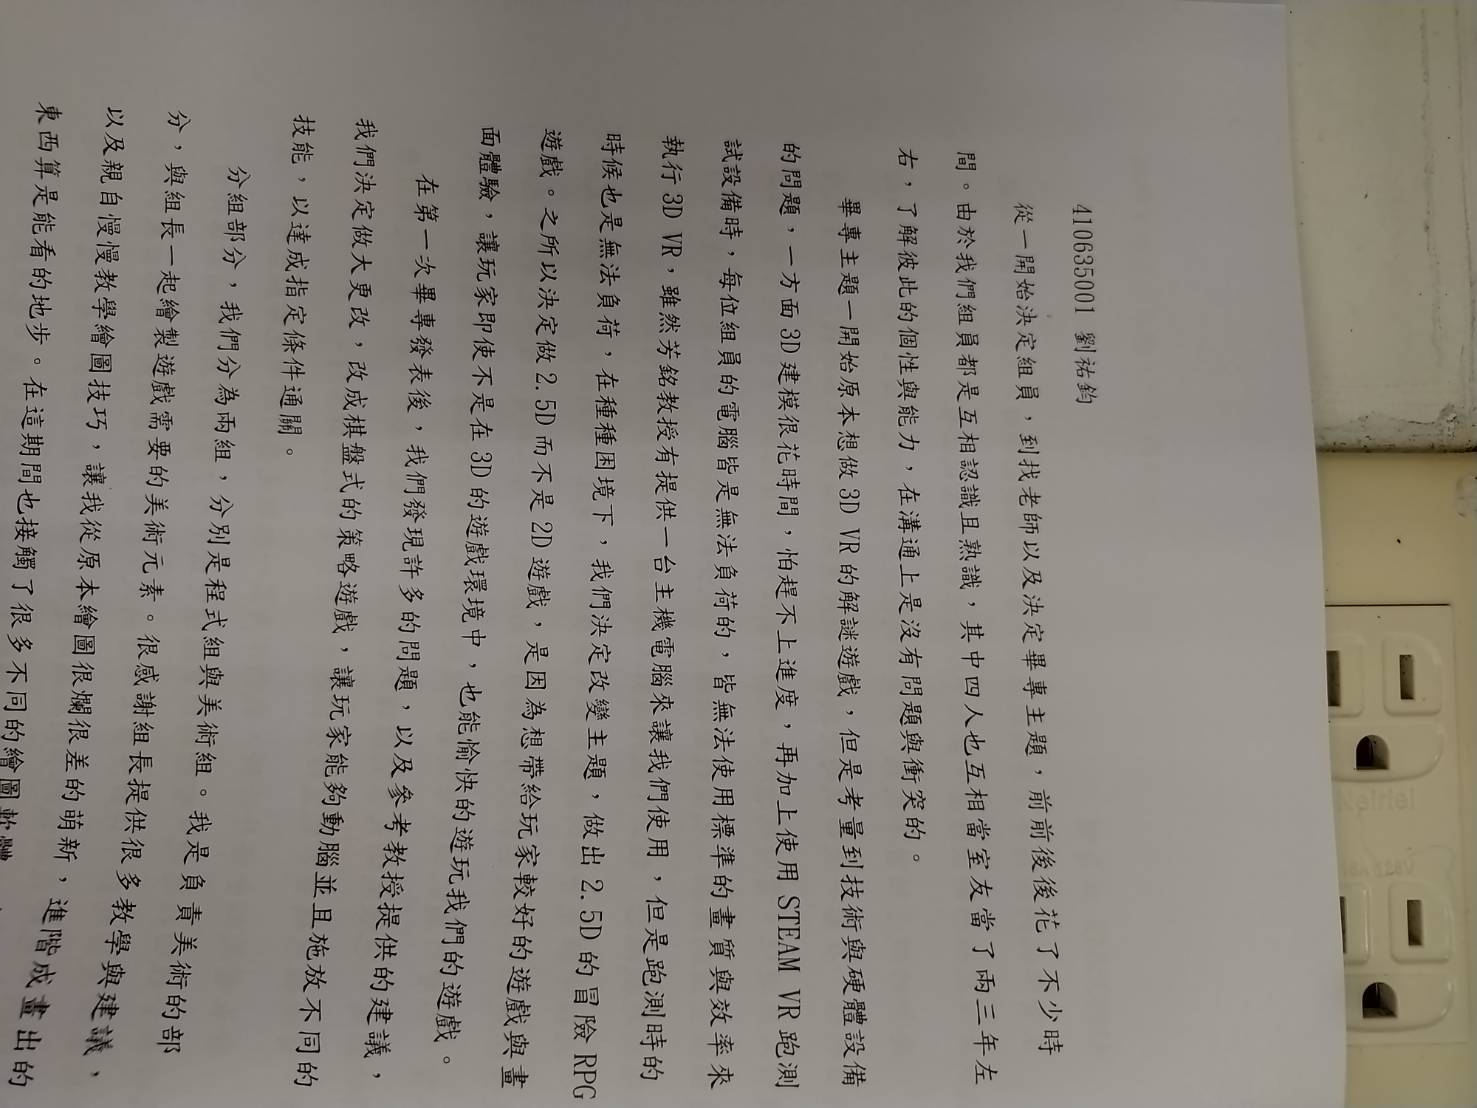 410635001 劉祐鈞
從一開始決定組員，到找老師以及決定畢專主題，前前後後花了不少時
間。由於我們組員都是互相認識且熟識，其中四人也互相當室友當了兩三年左
右，了解彼此的個性與能力，在溝通上是沒有問題與衝突的。
畢專主題一開始原本想做 3D VR 的解謎遊戲，但是考量到技術與硬體設備
的問題，一方面 3D 建模很花時間，怕趕不上進度，再加上使用 STEAM VR 跑測
試設備時，每位組員的電腦皆是無法負荷的，皆無法使用標準的畫質與效率來
執行 3D VR，雖然芳銘教授有提供一台主機電腦來讓我們使用，但是跑測時的
時候也是無法負荷，在種種困境下，我們決定改變主題，做出 2.5D 的冒險 RPG
遊戲。之所以決定做 2.5D 而不是 2D 遊戲，是因為想帶給玩家較好的遊戲與畫
面體驗，讓玩家即使不是在 3D 的遊戲環境中，也能愉快的遊玩我們的遊戲。
在第一次畢專發表後，我們發現許多的問題，以及參考教授提供的建議，
我們決定做大更改，改成棋盤式的策略遊戲，讓玩家能夠動腦並且施放不同的
技能，以達成指定條件通關。
分組部分，我們分為兩組，分別是程式組與美術組。我是負責美術的部
分，與組長一起繪製遊戲需要的美術元素。很感謝組長提供很多教學與建議，
以及親自慢慢教學繪圖技巧，讓我從原本繪圖很爛很差的萌新，進階成畫出的
東西算是能看的地步。在這期間也接觸了很多不同的繪圖軟體